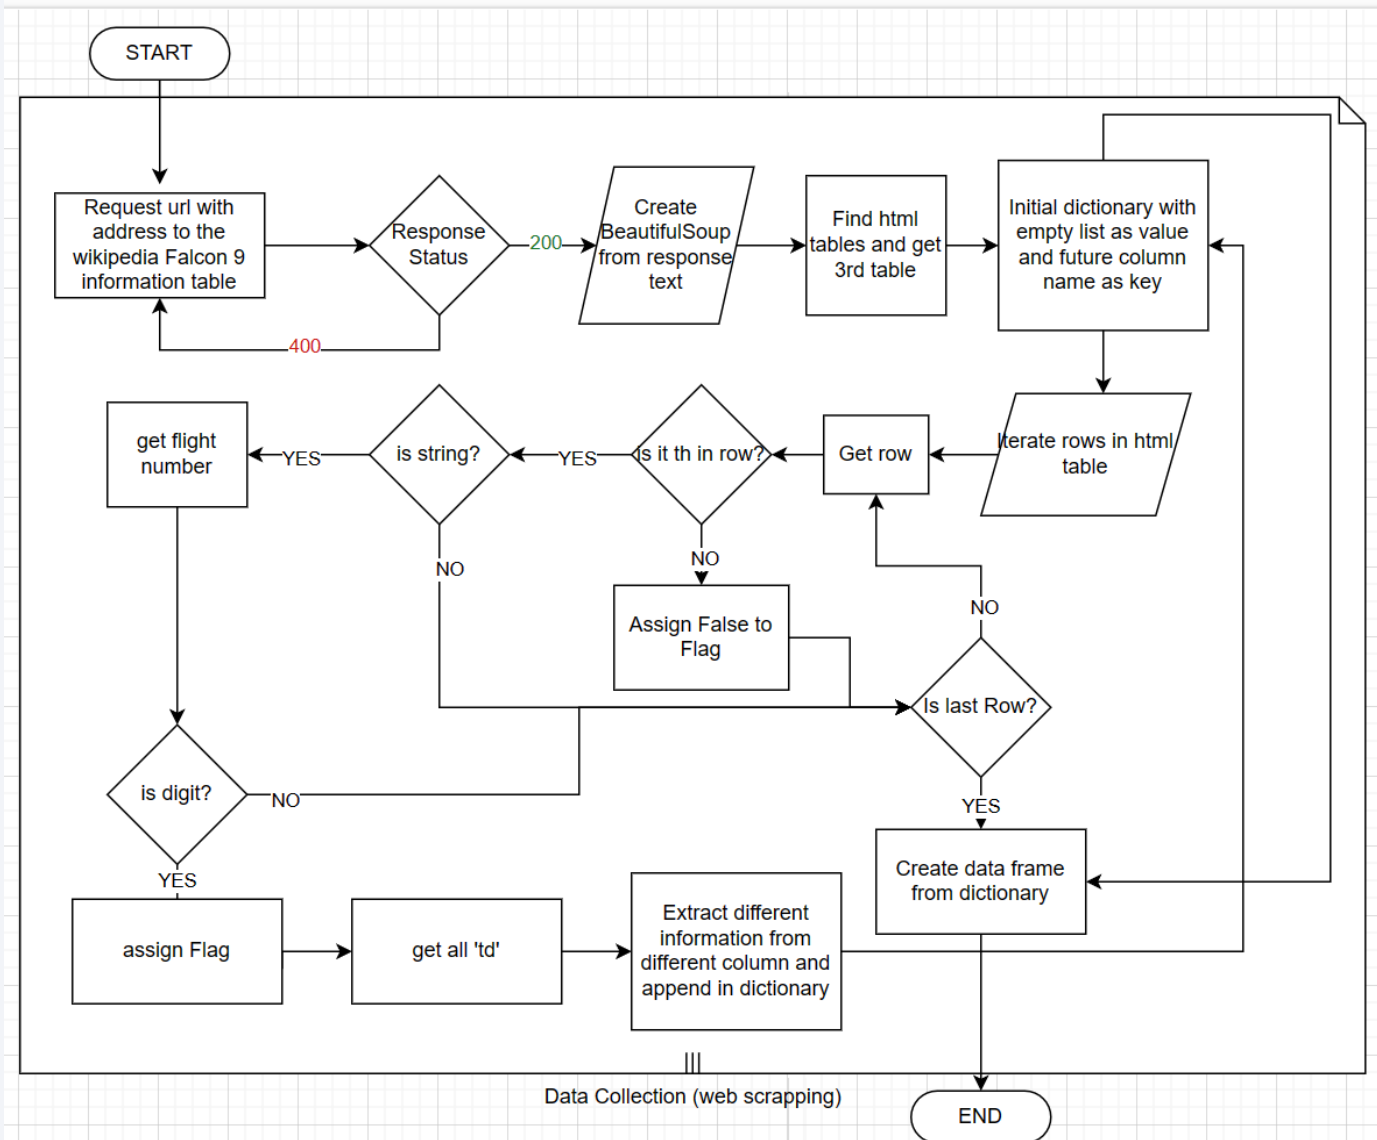 START
Request url with
address to the
wikipedia Falcon 9
information table
Response
Status
200
400
Create
BeautifulSoup
from response
text
Find html
tables and get
3rd table
Initial dictionary with
empty list as value
and future column
name as key
get flight
number
YES
is string?
YES
is it th in row?
Get row
Iterate rows in html
table
NO
NO
NO
Assign False to
Flag
Is last Row?
is digit?
NO
YES
YES
Create data frame
from dictionary
assign Flag
get all 'td'
Extract different
information from
different column and
append in dictionary
Data Collection (web scrapping)
END